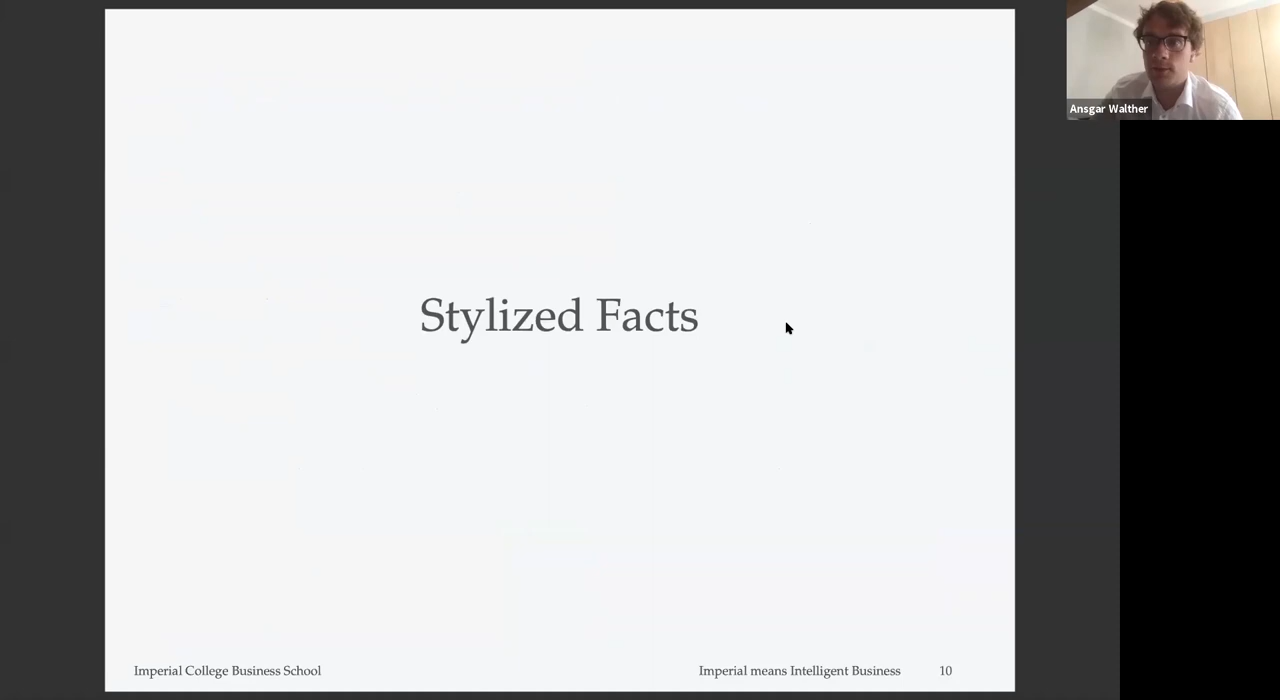 Ansgar Walther
Stylized Facts
Imperial College Business School
Imperial means Intelligent Business
10